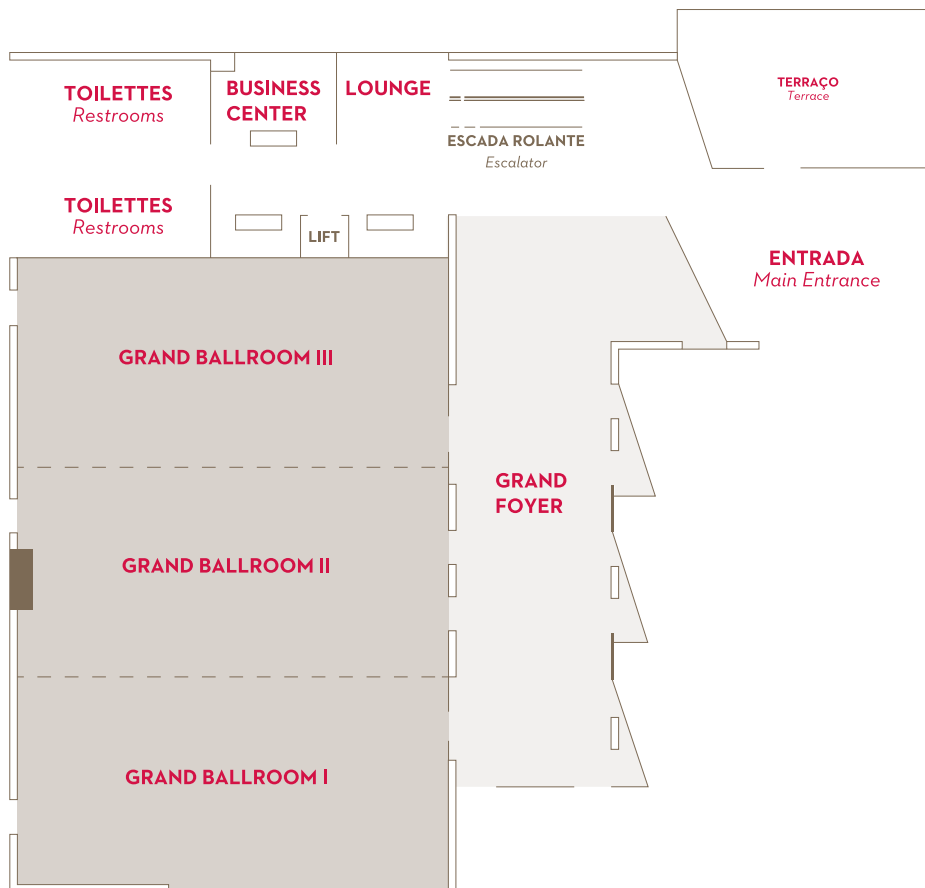 TERRAÇO
Terrace
TOILETTES
Restrooms
BUSINESS
CENTER
LOUNGE
ESCADA ROLANTE
Escalator
TOILETTES
Restrooms
LIFT
ENTRADA
Main Entrance
GRAND BALLROOM III
GRAND
FOYER
GRAND BALLROOM II
GRAND BALLROOM I